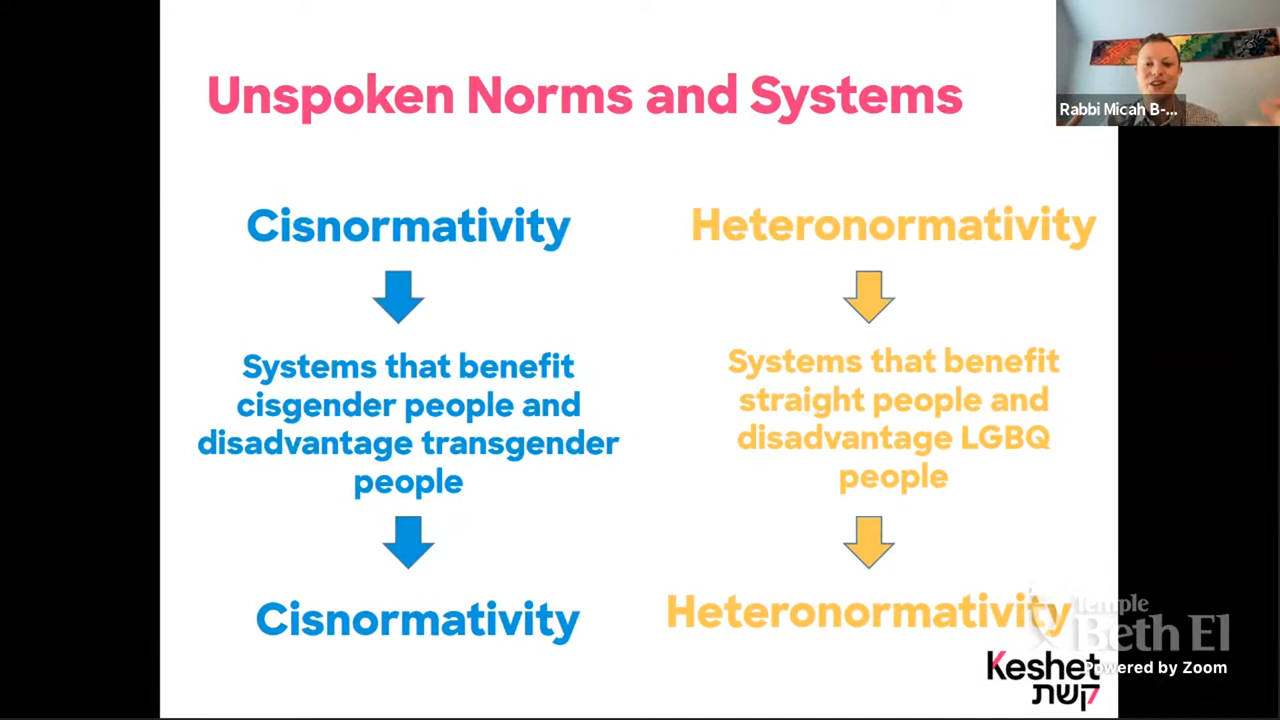 Unspoken Norms and Systems
Rabbi Micah B-...
Cisnormativity
Systems that benefit
cisgender people and
disadvantage transgender
people
Cisnormativity
Heteronormativity
Systems that benefit
straight people and
disadvantage LGBQ
people
Heteronormativity
Temple
Beth El
Powered by Zoom
Keshet
קשת